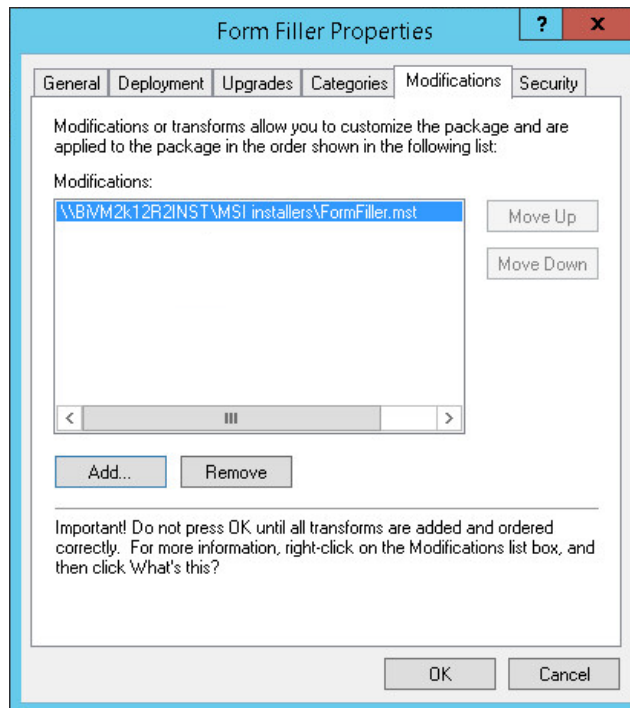 Form Filler Properties
?
x
General
Deployment
Upgrades
Categories
Modifications
Security
Modifications or transforms allow you to customize the package and are
applied to the package in the order shown in the following list:
Modifications:
\\BiVM2k12R2INST\MSI installers\FormFiller.mst
Move Up
Move Down
Add...
Remove
Important! Do not press OK until all transforms are added and ordered
correctly. For more information, right-click on the Modifications list box, and
then click What's this?
OK
Cancel